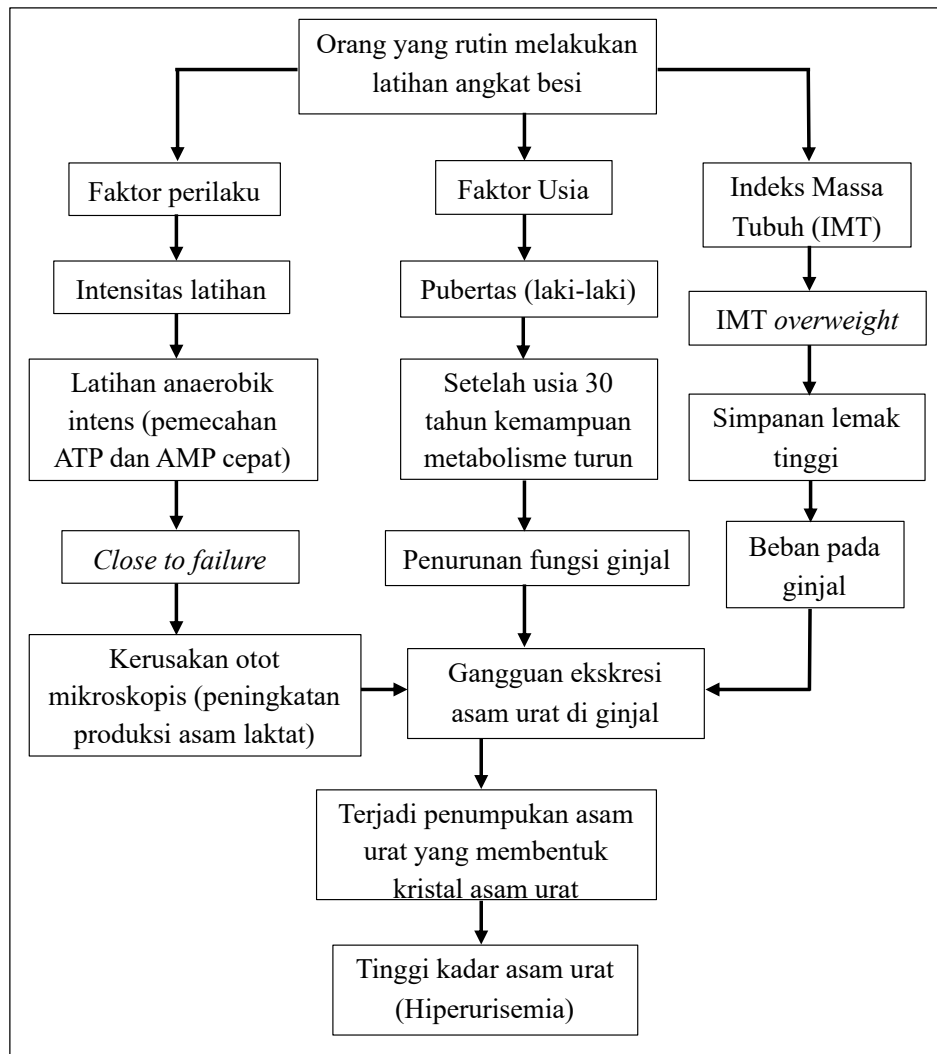 Orang yang rutin melakukan
latihan angkat besi
Faktor perilaku
Faktor Usia
Indeks Massa
Tubuh (IMT)
Intensitas latihan
Pubertas (laki-laki)
IMT overweight
Latihan anaerobik
intens (pemecahan
ATP dan AMP cepat)
Setelah usia 30
tahun kemampuan
metabolisme turun
Simpanan lemak
tinggi
Close to failure
Penurunan fungsi ginjal
Beban pada
ginjal
Kerusakan otot
mikroskopis (peningkatan
produksi asam laktat)
Gangguan ekskresi
asam urat di ginjal
Terjadi penumpukan asam
urat yang membentuk
kristal asam urat
Tinggi kadar asam urat
(Hiperurisemia)